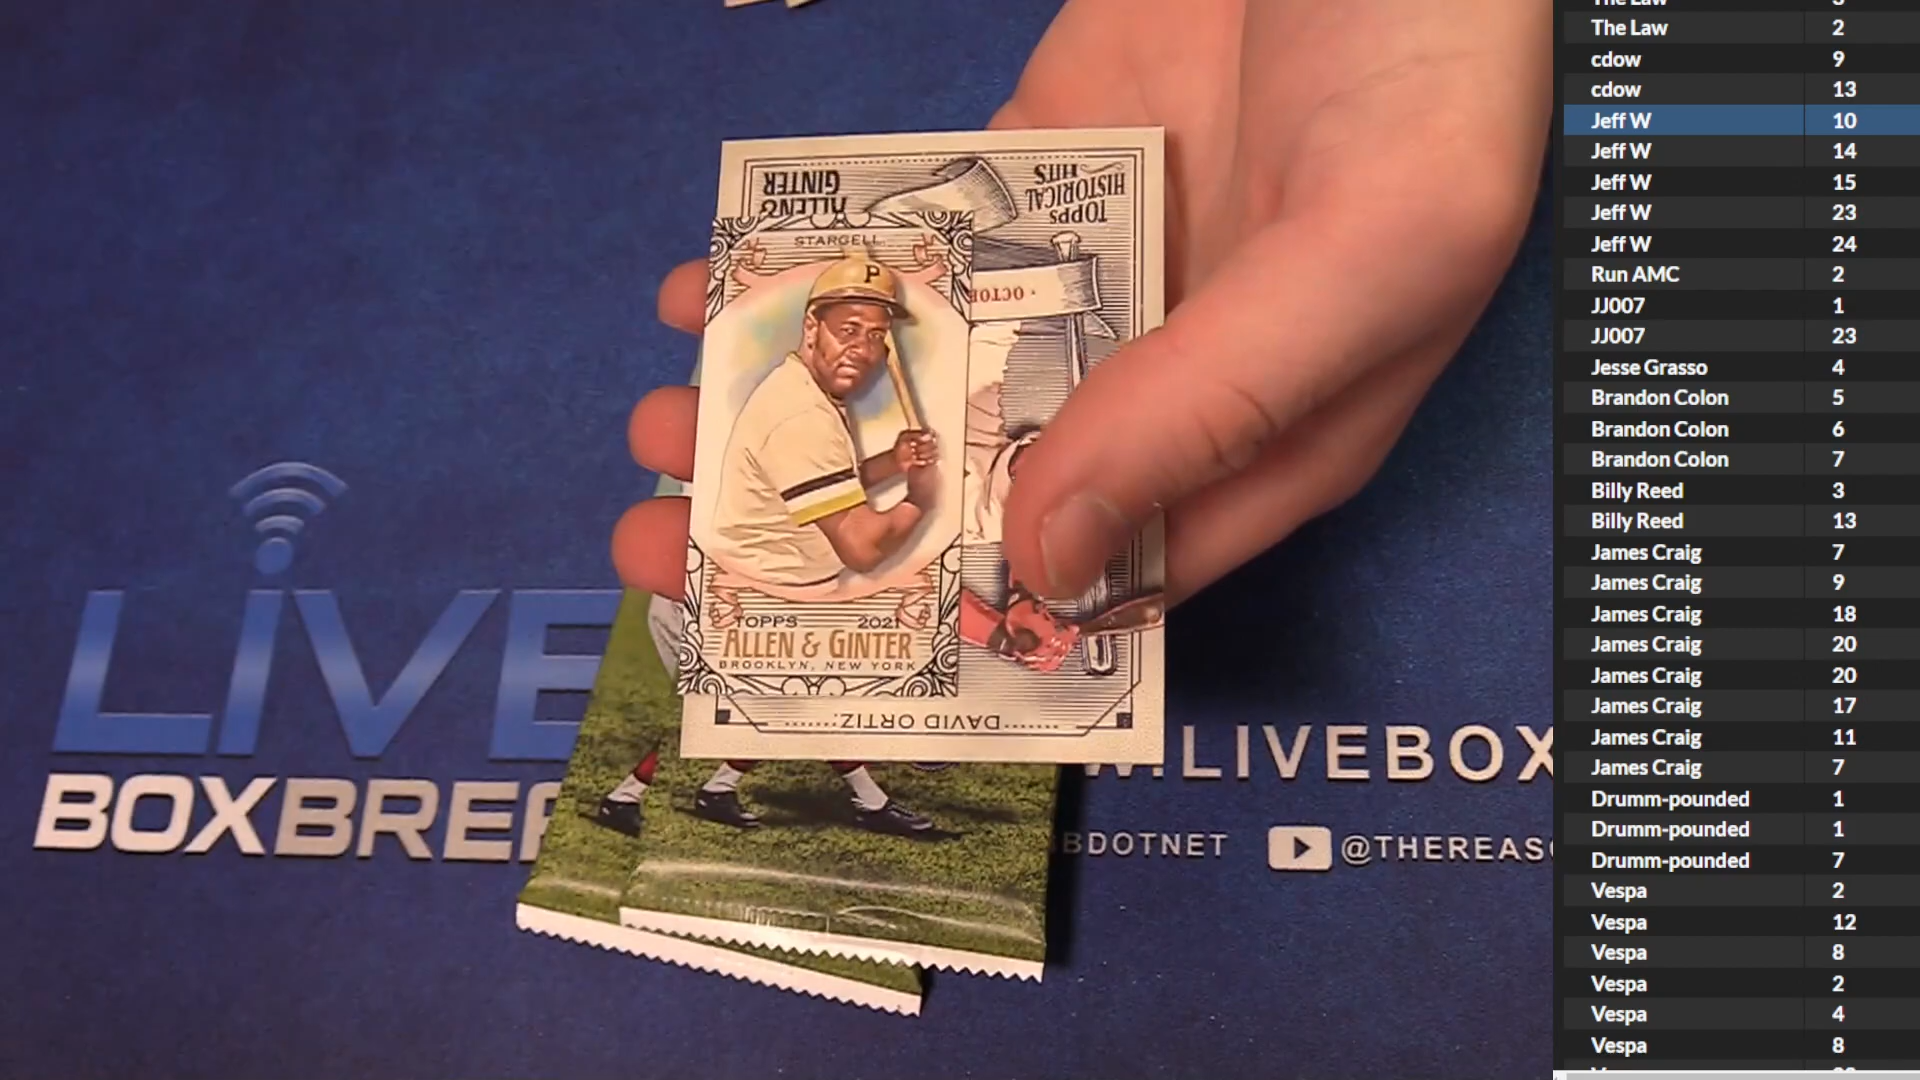 ALLEN &
GINTER
TOPPS
HISTORICAL
HITS
STARGELL
P
TOPPS 2021
ALLEN & GINTER
BROOKLYN, NEW YORK
DAVID ORTIZ
LIVE
BOXBREA
.LIVEBOX
BDOTNET
@THEREAS
The Law 3
The Law 2
cdow 9
cdow 13
Jeff W 10
Jeff W 14
Jeff W 15
Jeff W 23
Jeff W 24
Run AMC 2
JJ007 1
JJ007 23
Jesse Grasso 4
Brandon Colon 5
Brandon Colon 6
Brandon Colon 7
Billy Reed 3
Billy Reed 13
James Craig 7
James Craig 9
James Craig 18
James Craig 20
James Craig 20
James Craig 17
James Craig 11
James Craig 7
Drumm-pounded 1
Drumm-pounded 1
Drumm-pounded 7
Vespa 2
Vespa 12
Vespa 8
Vespa 2
Vespa 4
Vespa 8